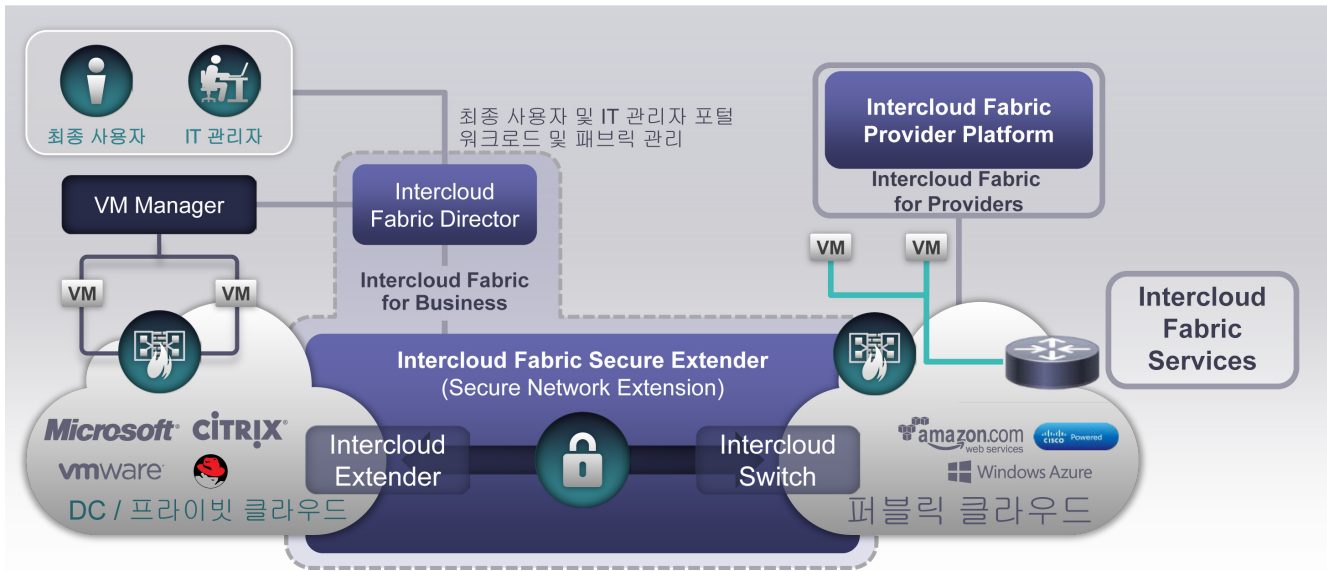 최종 사용자
IT 관리자
최종 사용자 및 IT 관리자 포털
워크로드 및 패브릭 관리
Intercloud Fabric
Provider Platform
Intercloud Fabric
for Providers
VM Manager
Intercloud
Fabric Director
VM
VM
Intercloud Fabric
for Business
VM
VM
Intercloud
Fabric
Services
Intercloud Fabric Secure Extender
(Secure Network Extension)
Microsoft
CİTRIX
vmware
Intercloud
Extender
Intercloud
Switch
amazon.com
web services
CISCO Powered
Windows Azure
DC / 프라이빗 클라우드
퍼블릭 클라우드